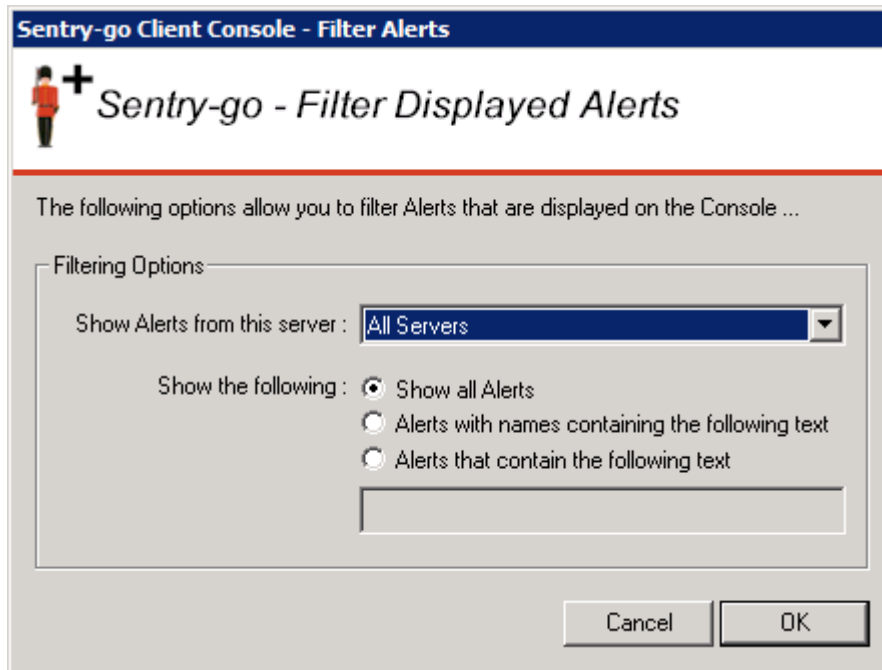 Sentry-go Client Console - Filter Alerts
Sentry-go - Filter Displayed Alerts
The following options allow you to filter Alerts that are displayed on the Console ...
Filtering Options
Show Alerts from this server : All Servers
Show the following : Show all Alerts
Alerts with names containing the following text
Alerts that contain the following text
Cancel OK